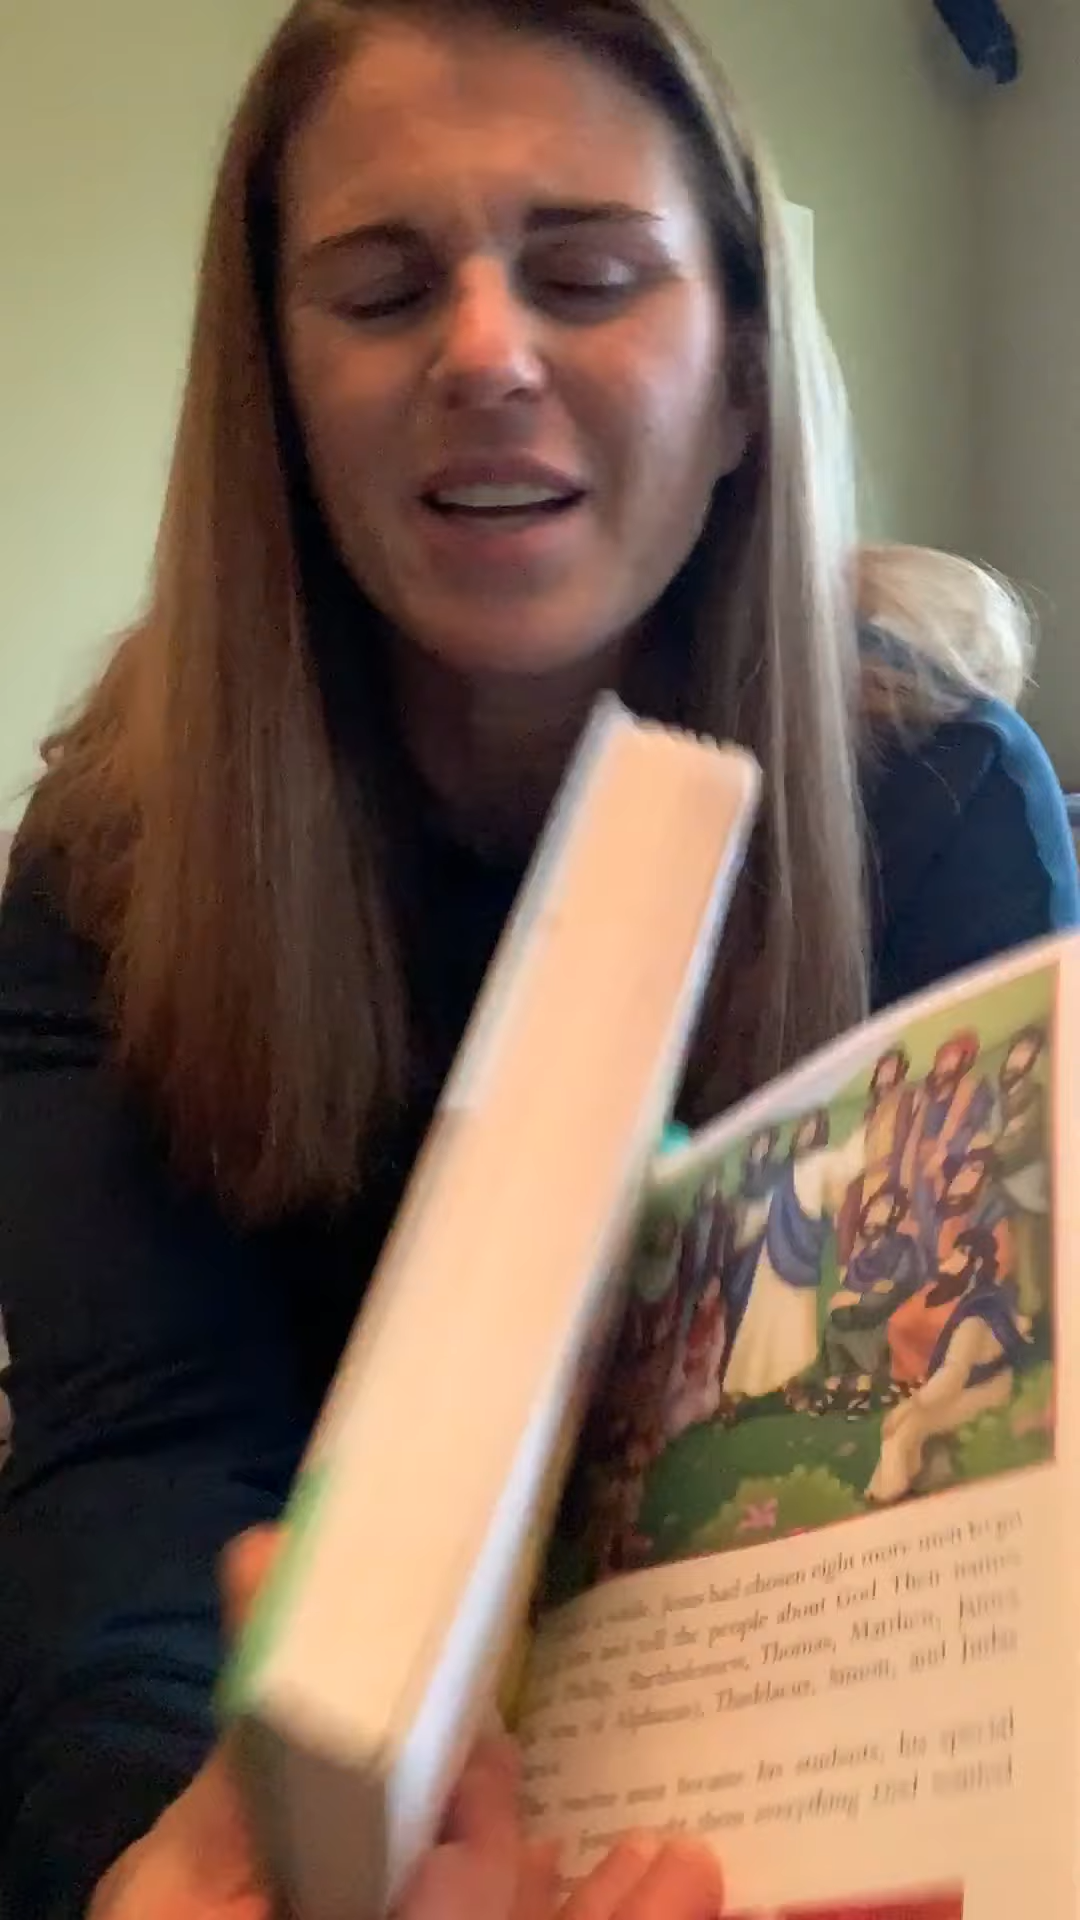 a while, Jesus had chosen eight more men to go
and tell the people about God. Their names
Philip, Bartholomew, Thomas, Matthew, James
son of Alphaeus), Thaddaeus, Simon, and Judas
twelve men became his students, his special
them everything God wanted